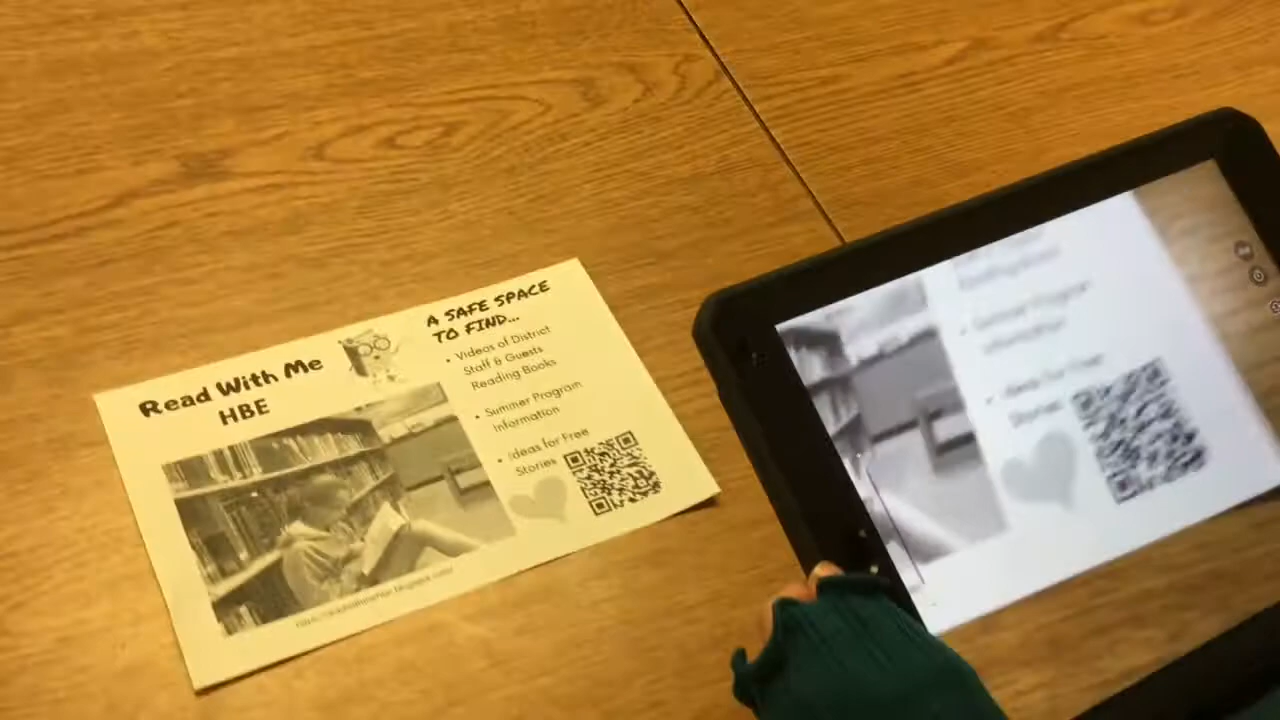 Read With Me
HBE
A SAFE SPACE
TO FIND...
• Videos of District
Staff & Guests
Reading Books
• Summer Program
Information
• Ideas for Free
Stories